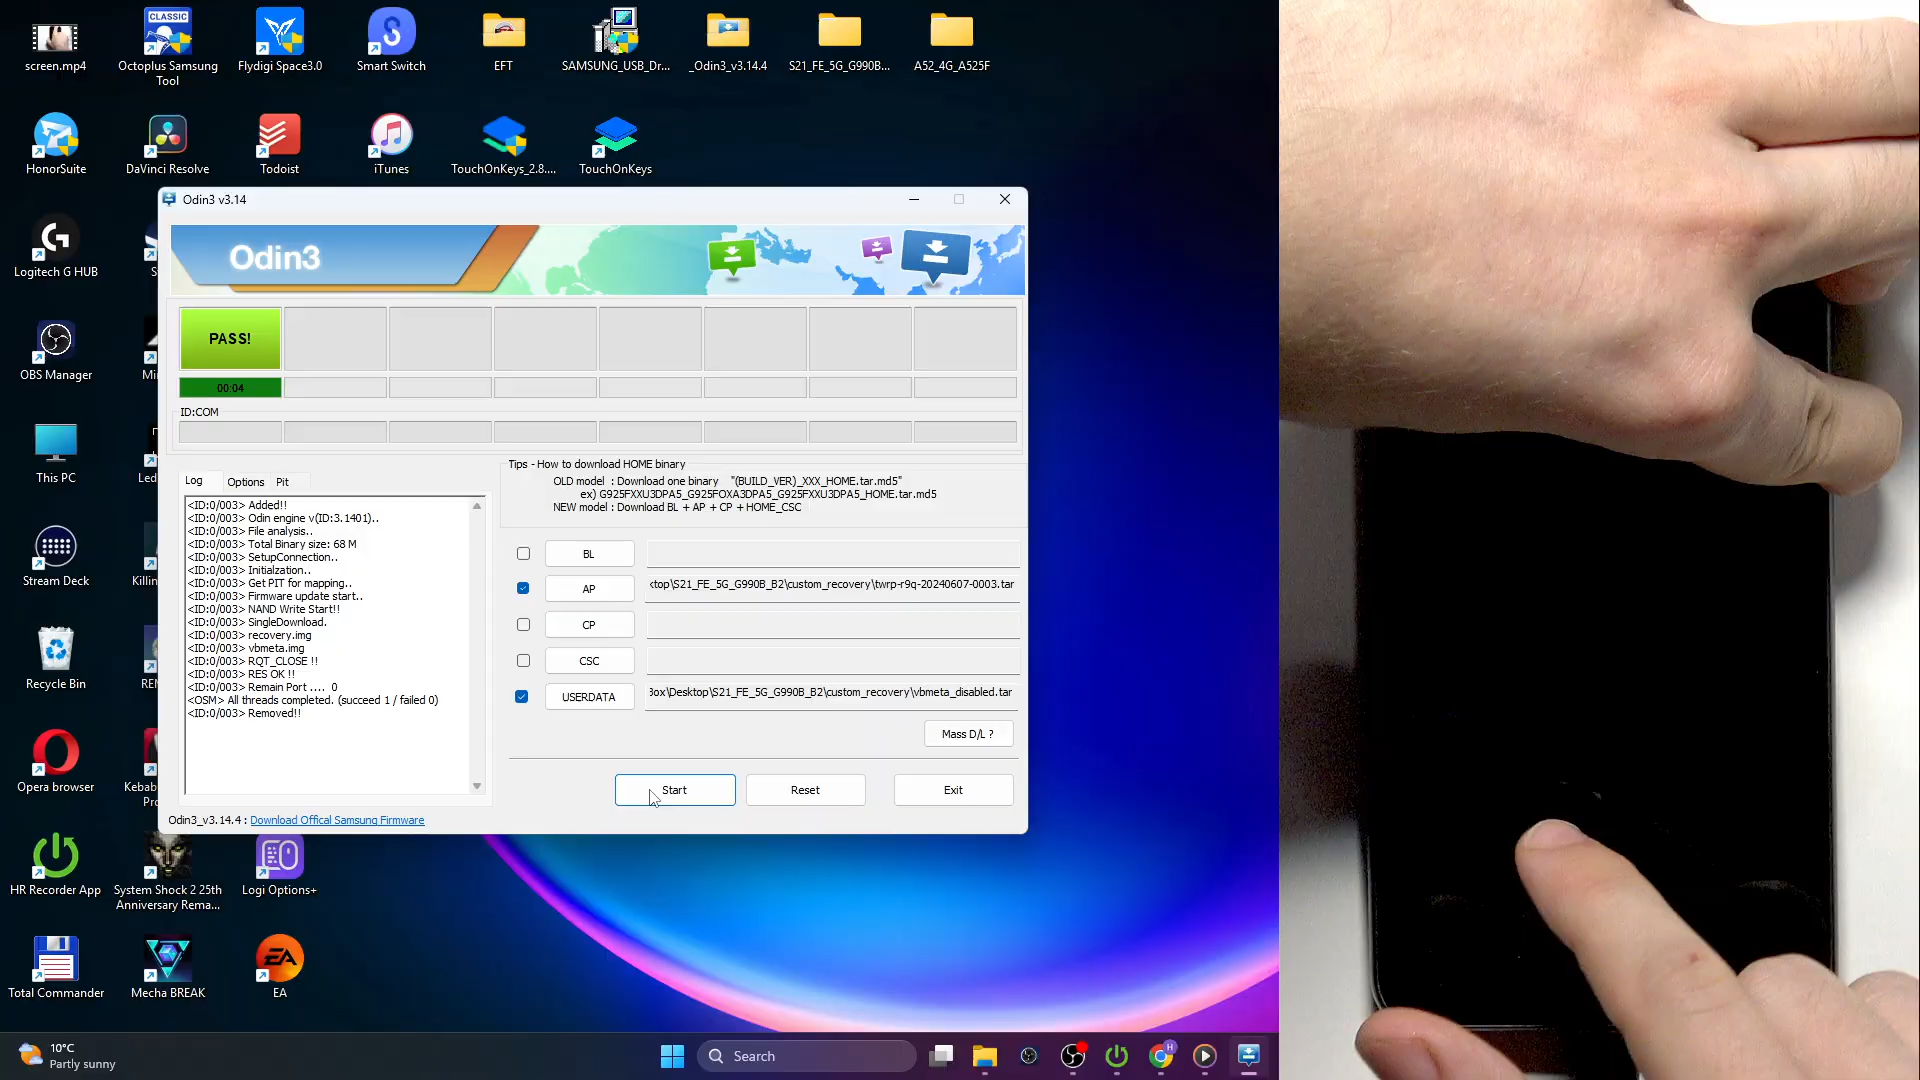 screen.mp4
CLASSIC
Octoplus Samsung
Tool
Flydigi Space3.0
Smart Switch
EFT
SAMSUNG_USB_Dr...
_Odin3_v3.14.4
S21_FE_5G_G990B...
A52_4G_A525F
HonorSuite
DaVinci Resolve
Todoist
iTunes
TouchOnKeys_2.8....
TouchOnKeys
Logitech G HUB
S
OBS Manager
Mi
This PC
Led
Stream Deck
Killin
Recycle Bin
REM
Opera browser
Kebab
Pro
HR Recorder App
System Shock 2 25th
Anniversary Rema...
Logi Options+
Total Commander
Mecha BREAK
EA
EA
Odin3 v3.14
Odin3
PASS!
00:04
ID:COM
Log
Options
Pit
<ID:0/003> Added!!
<ID:0/003> Odin engine v(ID:3.1401)..
<ID:0/003> File analysis..
<ID:0/003> Total Binary size: 68 M
<ID:0/003> SetupConnection..
<ID:0/003> Initialzation..
<ID:0/003> Get PIT for mapping..
<ID:0/003> Firmware update start..
<ID:0/003> NAND Write Start!!
<ID:0/003> SingleDownload.
<ID:0/003> recovery.img
<ID:0/003> vbmeta.img
<ID:0/003> RQT_CLOSE !!
<ID:0/003> RES OK !!
<ID:0/003> Remain Port .... 0
<OSM> All threads completed. (succeed 1 / failed 0)
<ID:0/003> Removed!!
Tips - How to download HOME binary
OLD model : Download one binary "(BUILD_VER)_XXX_HOME.tar.md5"
ex) G925FXXU3DPA5_G925FOXA3DPA5_G925FXXU3DPA5_HOME.tar.md5
NEW model : Download BL + AP + CP + HOME_CSC
BL
AP
ktop\S21_FE_5G_G990B_B2\custom_recovery\twrp-r9q-20240607-0003.tar
CP
CSC
USERDATA
Box\Desktop\S21_FE_5G_G990B_B2\custom_recovery\vbmeta_disabled.tar
Mass D/L ?
Start
Reset
Exit
Odin3_v3.14.4 : Download Offical Samsung Firmware
10°C
Partly sunny
Search
H